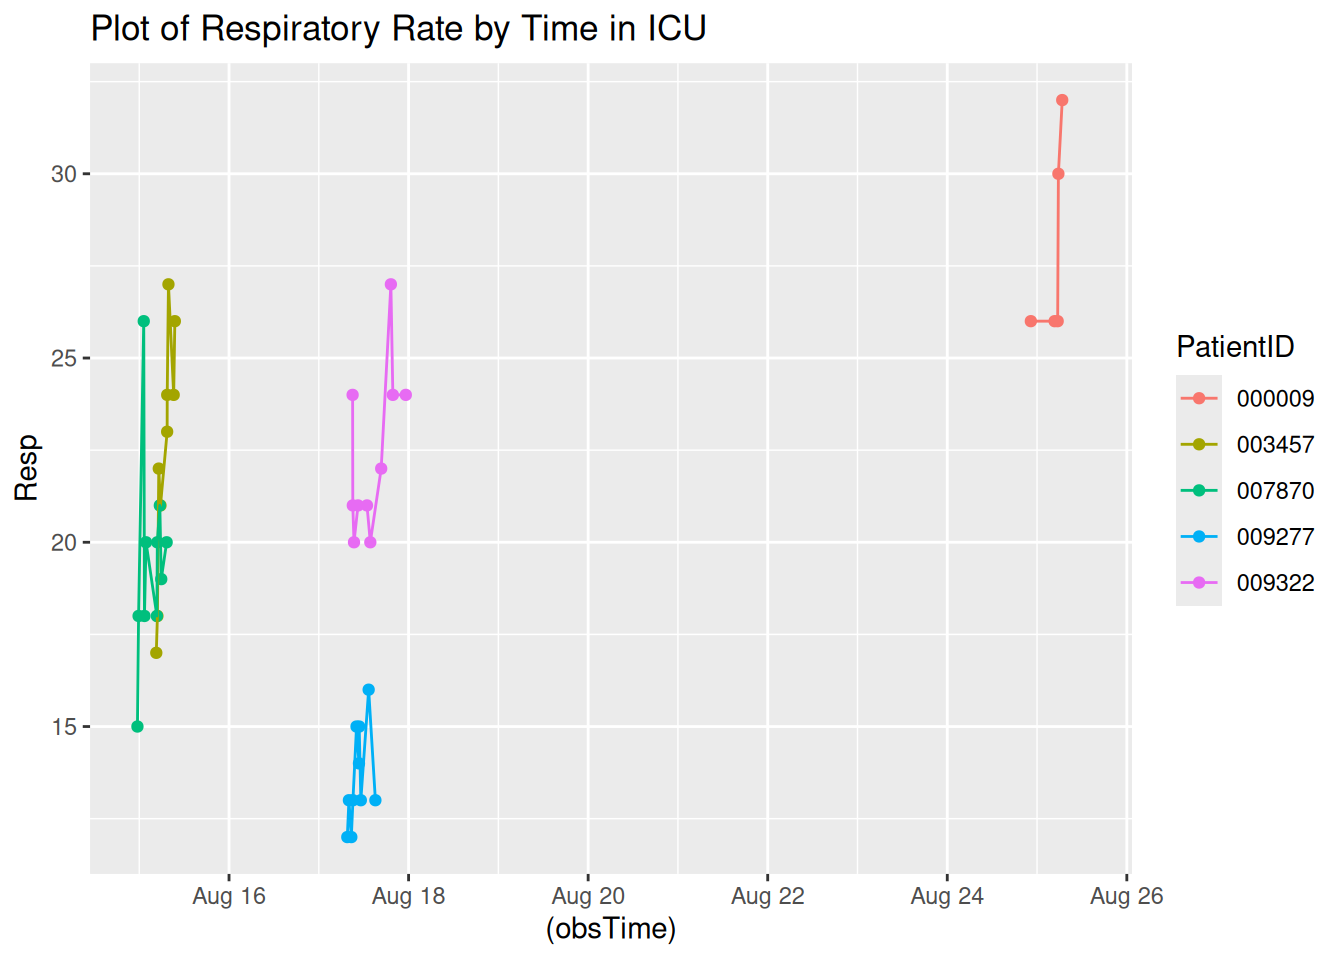 Plot of Respiratory Rate by Time in ICU
Resp
30
25
20
15
Aug 16 Aug 18 Aug 20 Aug 22 Aug 24 Aug 26
(obsTime)
PatientID
000009
003457
007870
009277
009322